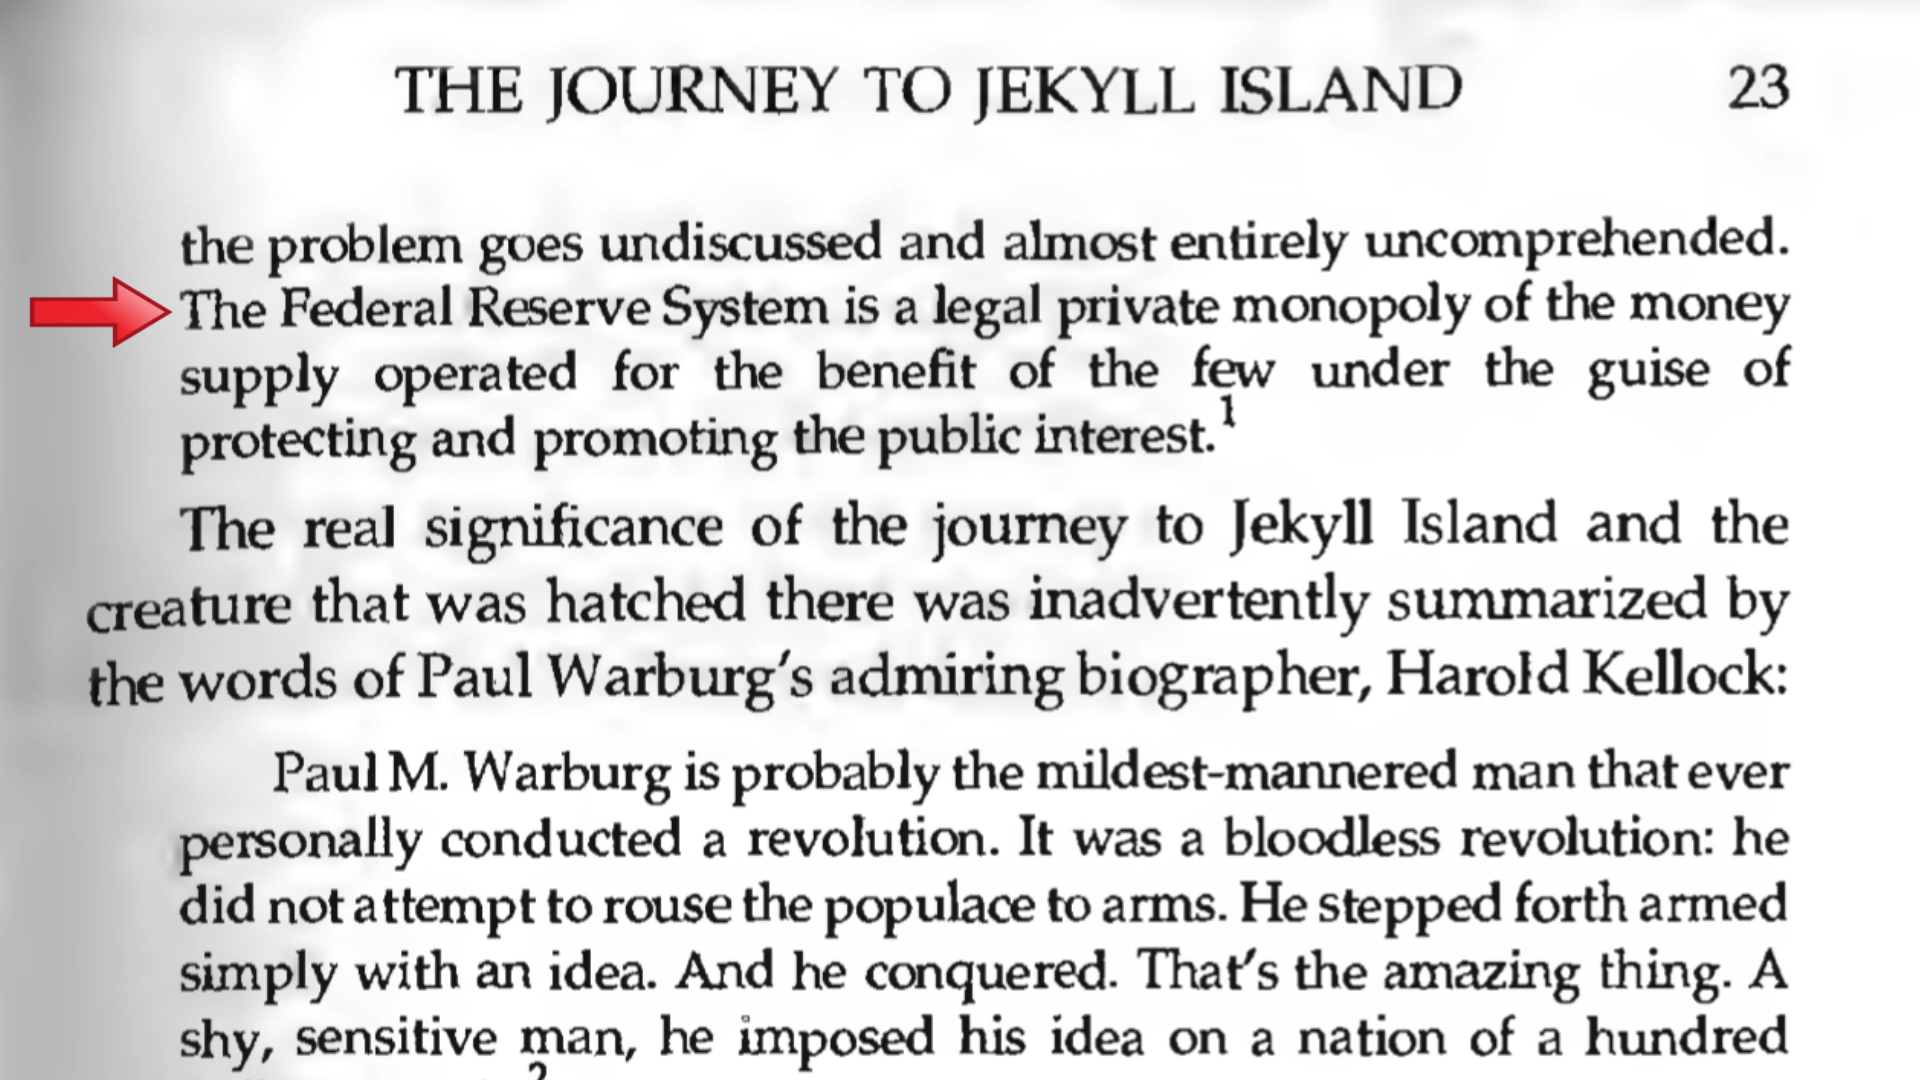 THE JOURNEY TO JEKYLL ISLAND 23
the problem goes undiscussed and almost entirely uncomprehended.
The Federal Reserve System is a legal private monopoly of the money
supply operated for the benefit of the few under the guise of
protecting and promoting the public interest.1
The real significance of the journey to Jekyll Island and the
creature that was hatched there was inadvertently summarized by
the words of Paul Warburg's admiring biographer, Harold Kellock:
Paul M. Warburg is probably the mildest-mannered man that ever
personally conducted a revolution. It was a bloodless revolution: he
did not attempt to rouse the populace to arms. He stepped forth armed
simply with an idea. And he conquered. That's the amazing thing. A
shy, sensitive man, he imposed his idea on a nation of a hundred
2